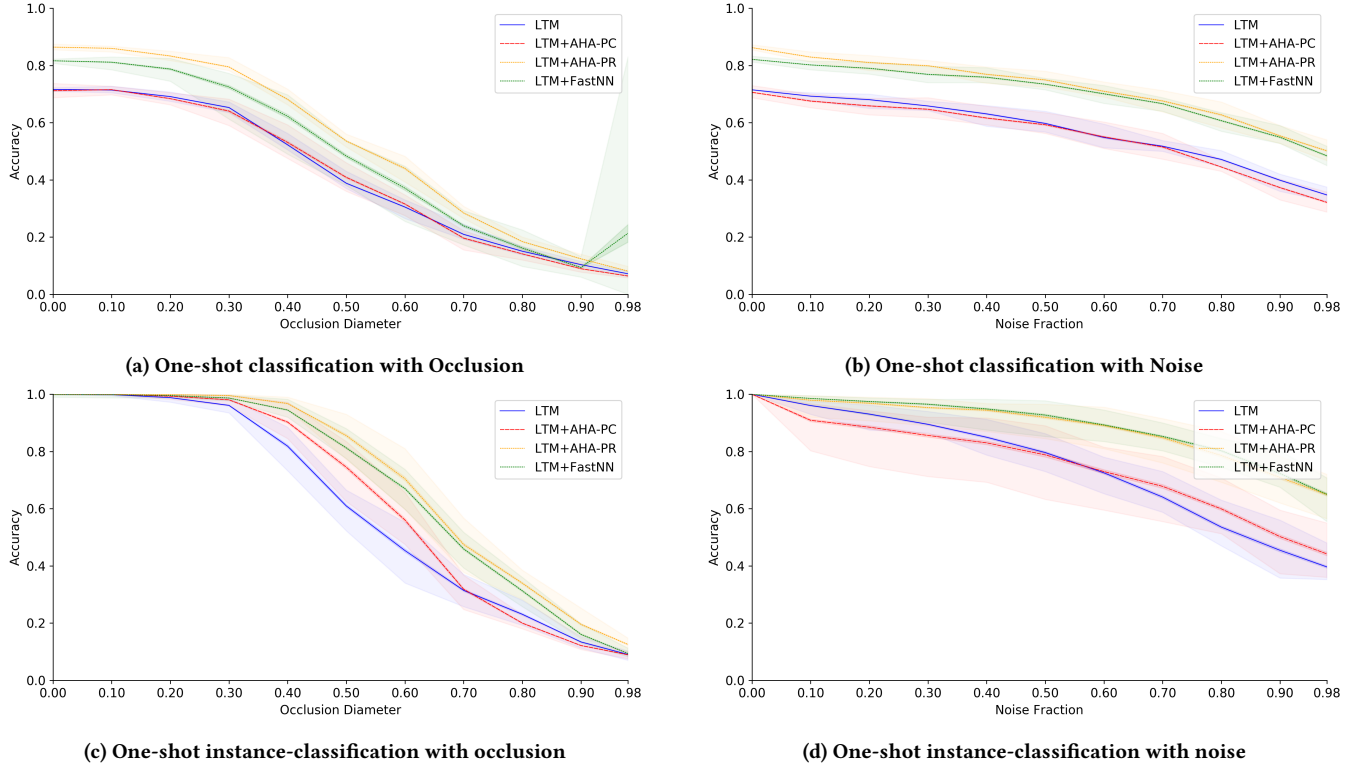 1.0
0.8
0.6
0.4
0.2
0.0
Accuracy
0.00 0.10 0.20 0.30 0.40 0.50 0.60 0.70 0.80 0.90 0.98
Occlusion Diameter
LTM
LTM+AHA-PC
LTM+AHA-PR
LTM+FastNN
(a) One-shot classification with Occlusion
1.0
0.8
0.6
0.4
0.2
0.0
Accuracy
0.00 0.10 0.20 0.30 0.40 0.50 0.60 0.70 0.80 0.90 0.98
Noise Fraction
LTM
LTM+AHA-PC
LTM+AHA-PR
LTM+FastNN
(b) One-shot classification with Noise
1.0
0.8
0.6
0.4
0.2
0.0
Accuracy
0.00 0.10 0.20 0.30 0.40 0.50 0.60 0.70 0.80 0.90 0.98
Occlusion Diameter
LTM
LTM+AHA-PC
LTM+AHA-PR
LTM+FastNN
(c) One-shot instance-classification with occlusion
1.0
0.8
0.6
0.4
0.2
0.0
Accuracy
0.00 0.10 0.20 0.30 0.40 0.50 0.60 0.70 0.80 0.90 0.98
Noise Fraction
LTM
LTM+AHA-PC
LTM+AHA-PR
LTM+FastNN
(d) One-shot instance-classification with noise